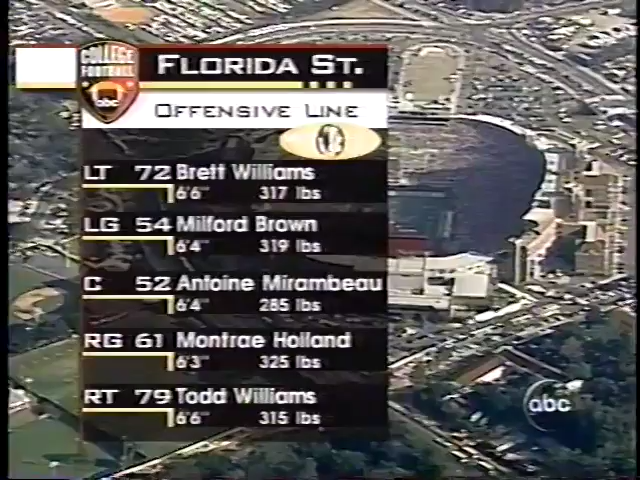 COLLEGE
FOOTBALL
abc
FLORIDA ST.
OFFENSIVE LINE
LT 72 Brett Williams
6'6" 317 lbs
LG 54 Milford Brown
6'4" 319 lbs
C 52 Antoine Mirambeau
6'4" 285 lbs
RG 61 Montrae Holland
6'3" 325 lbs
RT 79 Todd Williams
6'6" 315 lbs
abc